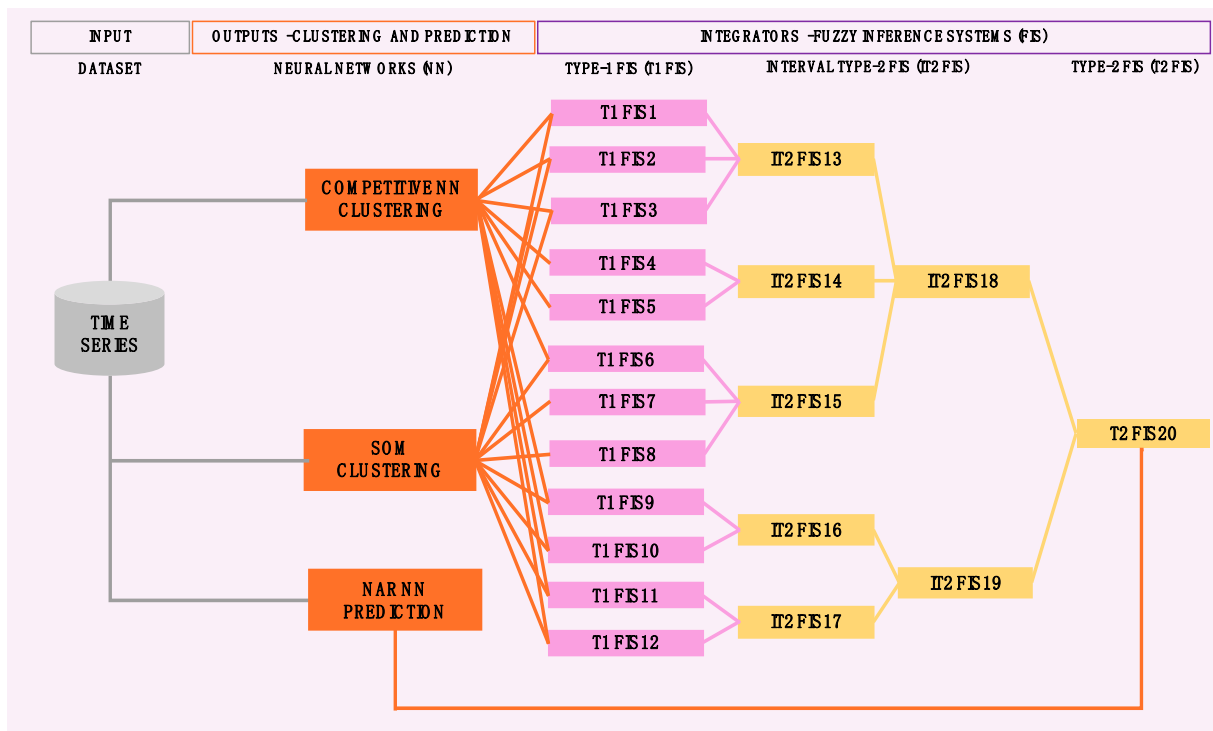 INPUT
OUTPUTS -CLUSTERING AND PREDICTION
INTEGRATORS -FUZZY INFERENCE SYSTEMS (FIS)
DATASET
NEURAL NETWORKS (NN)
TYPE-1 FIS (T1 FIS)
INTERVAL TYPE-2 FIS (IT2 FIS)
TYPE-2 FIS (T2 FIS)
COMPETITIVE NN
CLUSTERING
TIME
SERIES
SOM
CLUSTERING
NAR NN
PREDICTION
T1 FIS 1
T1 FIS 2
T1 FIS 3
T1 FIS 4
T1 FIS 5
T1 FIS 6
T1 FIS 7
T1 FIS 8
T1 FIS 9
T1 FIS 10
T1 FIS 11
T1 FIS 12
IT2 FIS 13
IT2 FIS 14
IT2 FIS 15
IT2 FIS 16
IT2 FIS 17
IT2 FIS 18
IT2 FIS 19
T2 FIS 20